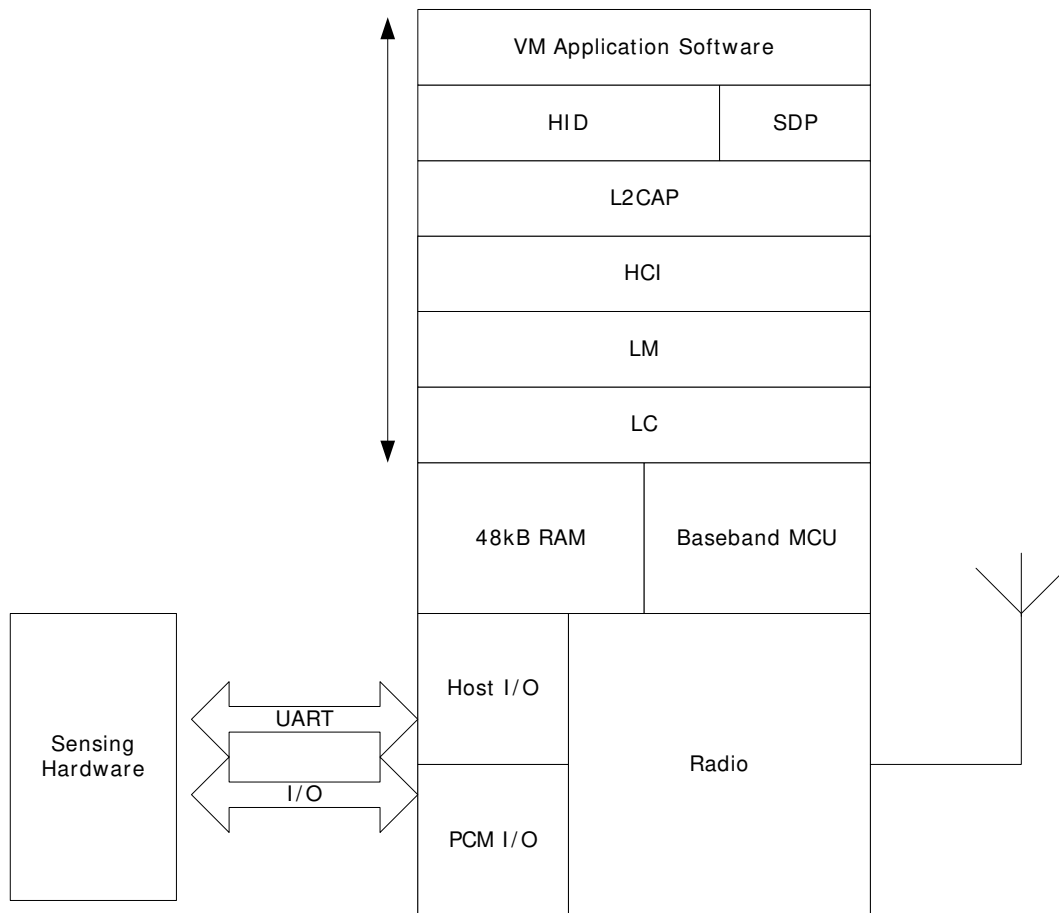 VM Application Software
HID
SDP
L2CAP
HCI
LM
LC
48kB RAM
Baseband MCU
Host I/O
UART
Sensing
Hardware
Radio
I/O
PCM I/O